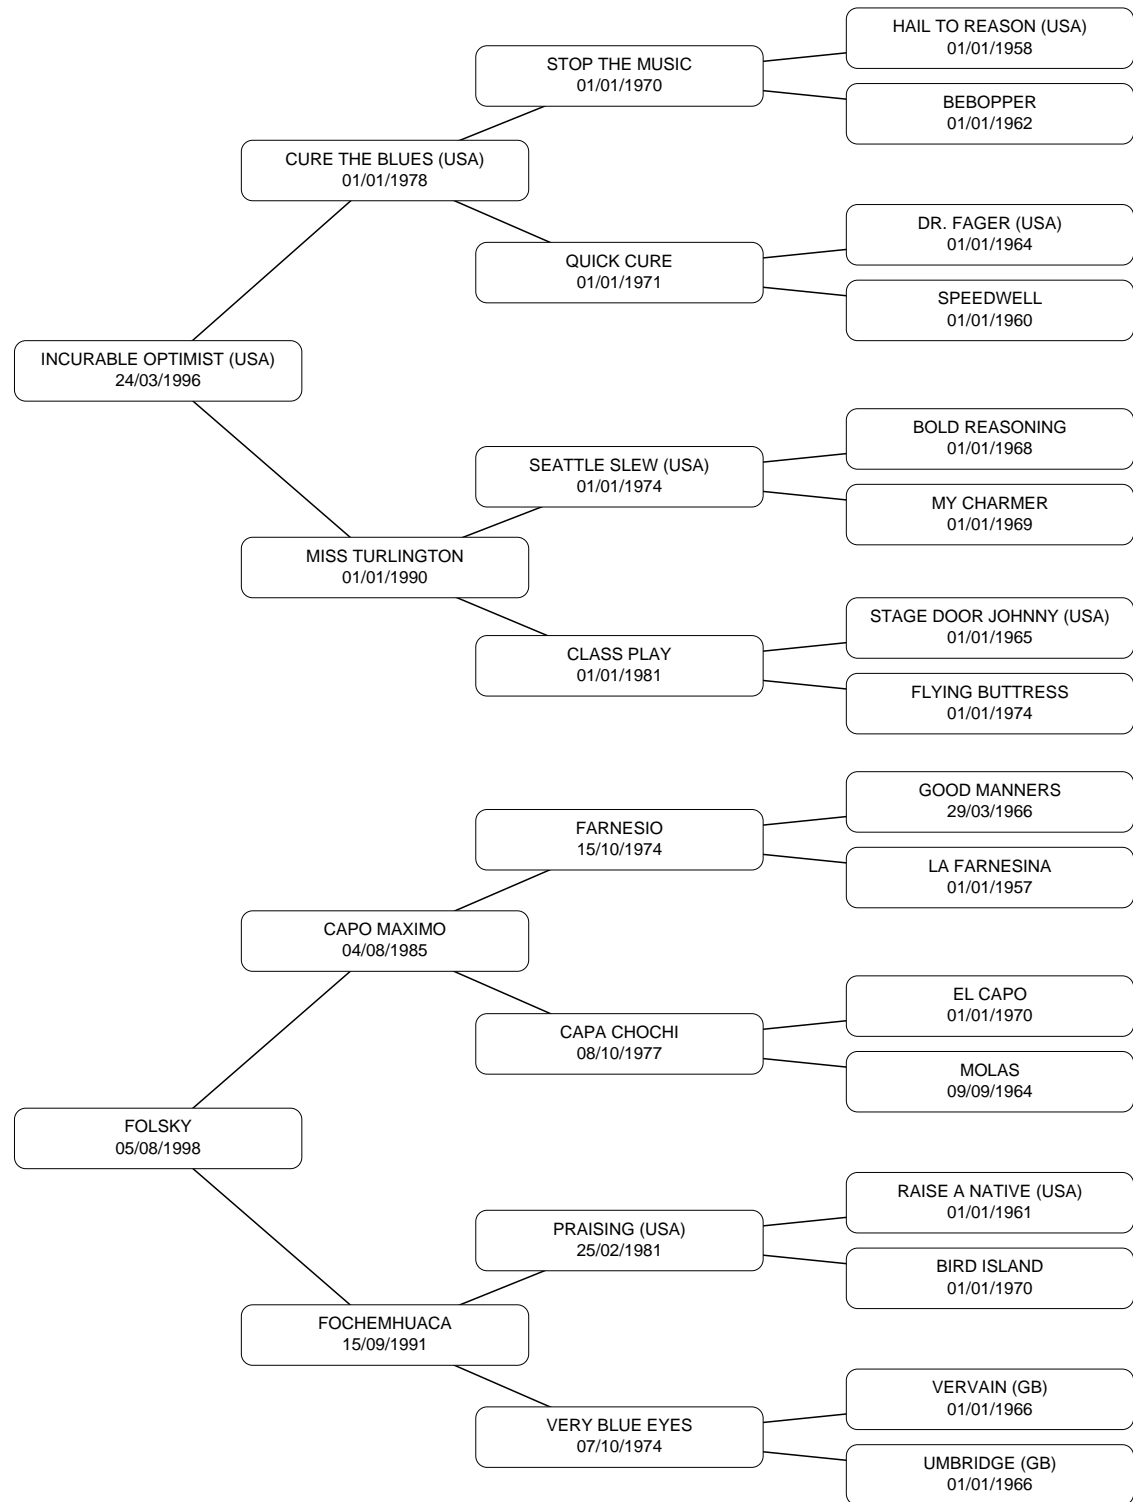 HAIL TO REASON (USA)
01/01/1958
STOP THE MUSIC
01/01/1970
BEBOPPER
01/01/1962
CURE THE BLUES (USA)
01/01/1978
DR. FAGER (USA)
01/01/1964
QUICK CURE
01/01/1971
SPEEDWELL
01/01/1960
INCURABLE OPTIMIST (USA)
24/03/1996
BOLD REASONING
01/01/1968
SEATTLE SLEW (USA)
01/01/1974
MY CHARMER
01/01/1969
MISS TURLINGTON
01/01/1990
STAGE DOOR JOHNNY (USA)
01/01/1965
CLASS PLAY
01/01/1981
FLYING BUTTRESS
01/01/1974
GOOD MANNERS
29/03/1966
FARNESIO
15/10/1974
LA FARNESINA
01/01/1957
CAPO MAXIMO
04/08/1985
EL CAPO
01/01/1970
CAPA CHOCHI
08/10/1977
MOLAS
09/09/1964
FOLSKY
05/08/1998
RAISE A NATIVE (USA)
01/01/1961
PRAISING (USA)
25/02/1981
BIRD ISLAND
01/01/1970
FOCHEMHUACA
15/09/1991
VERVAIN (GB)
01/01/1966
VERY BLUE EYES
07/10/1974
UMBRIDGE (GB)
01/01/1966